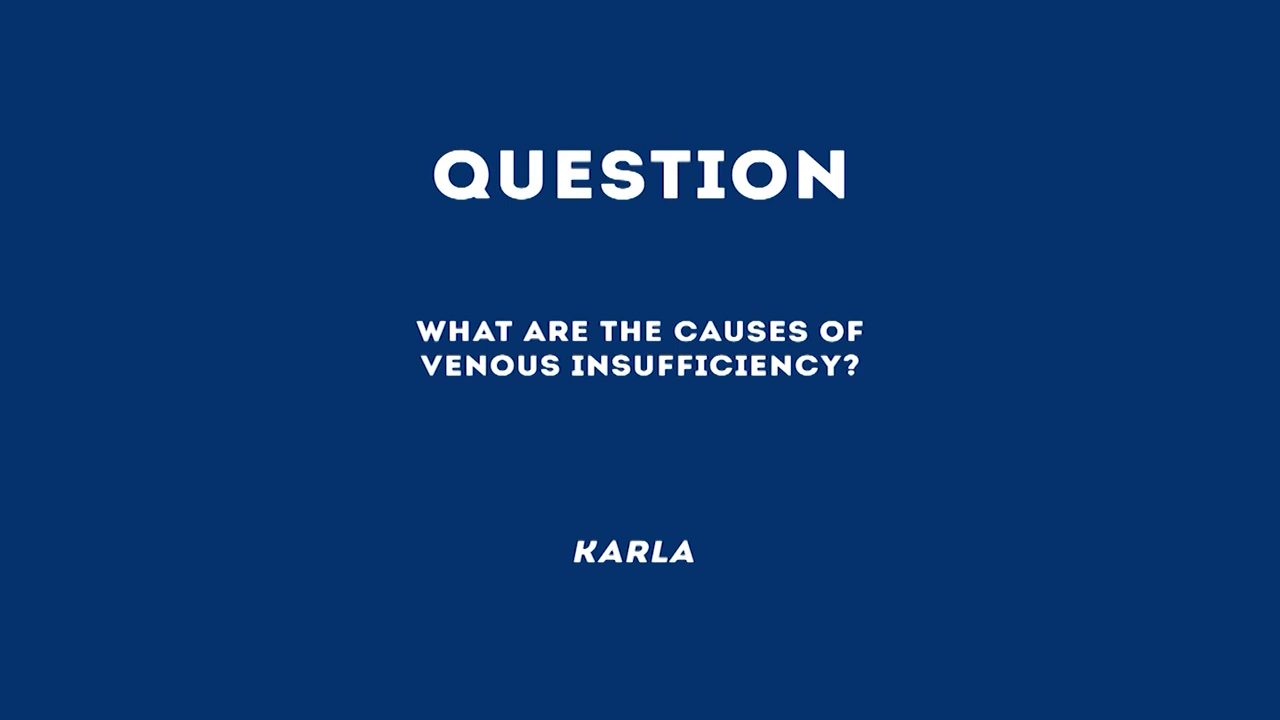 QUESTION
WHAT ARE THE CAUSES OF
VENOUS INSUFFICIENCY?
KARLA